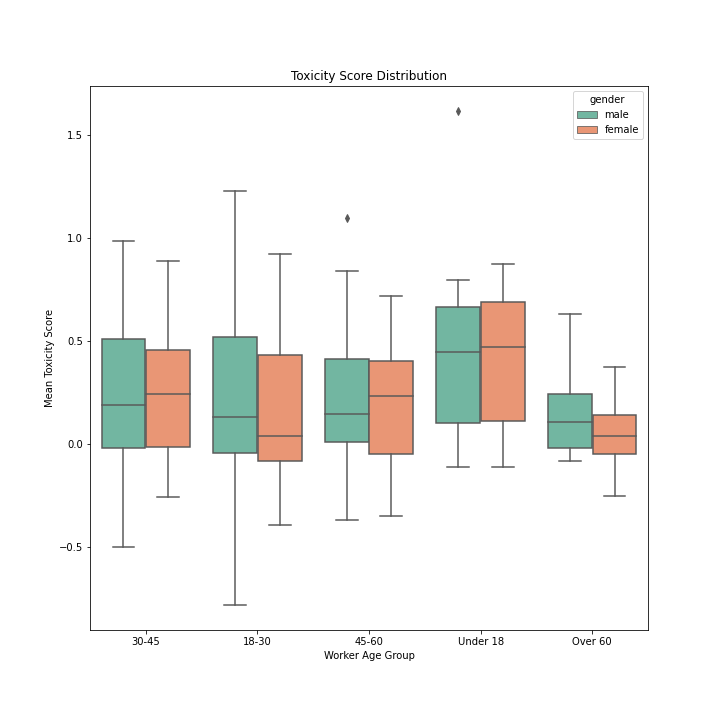 Toxicity Score Distribution
gender
male
female
1.5
1.0
0.5
0.0
−0.5
Mean Toxicity Score
30-45
18-30
45-60
Under 18
Over 60
Worker Age Group